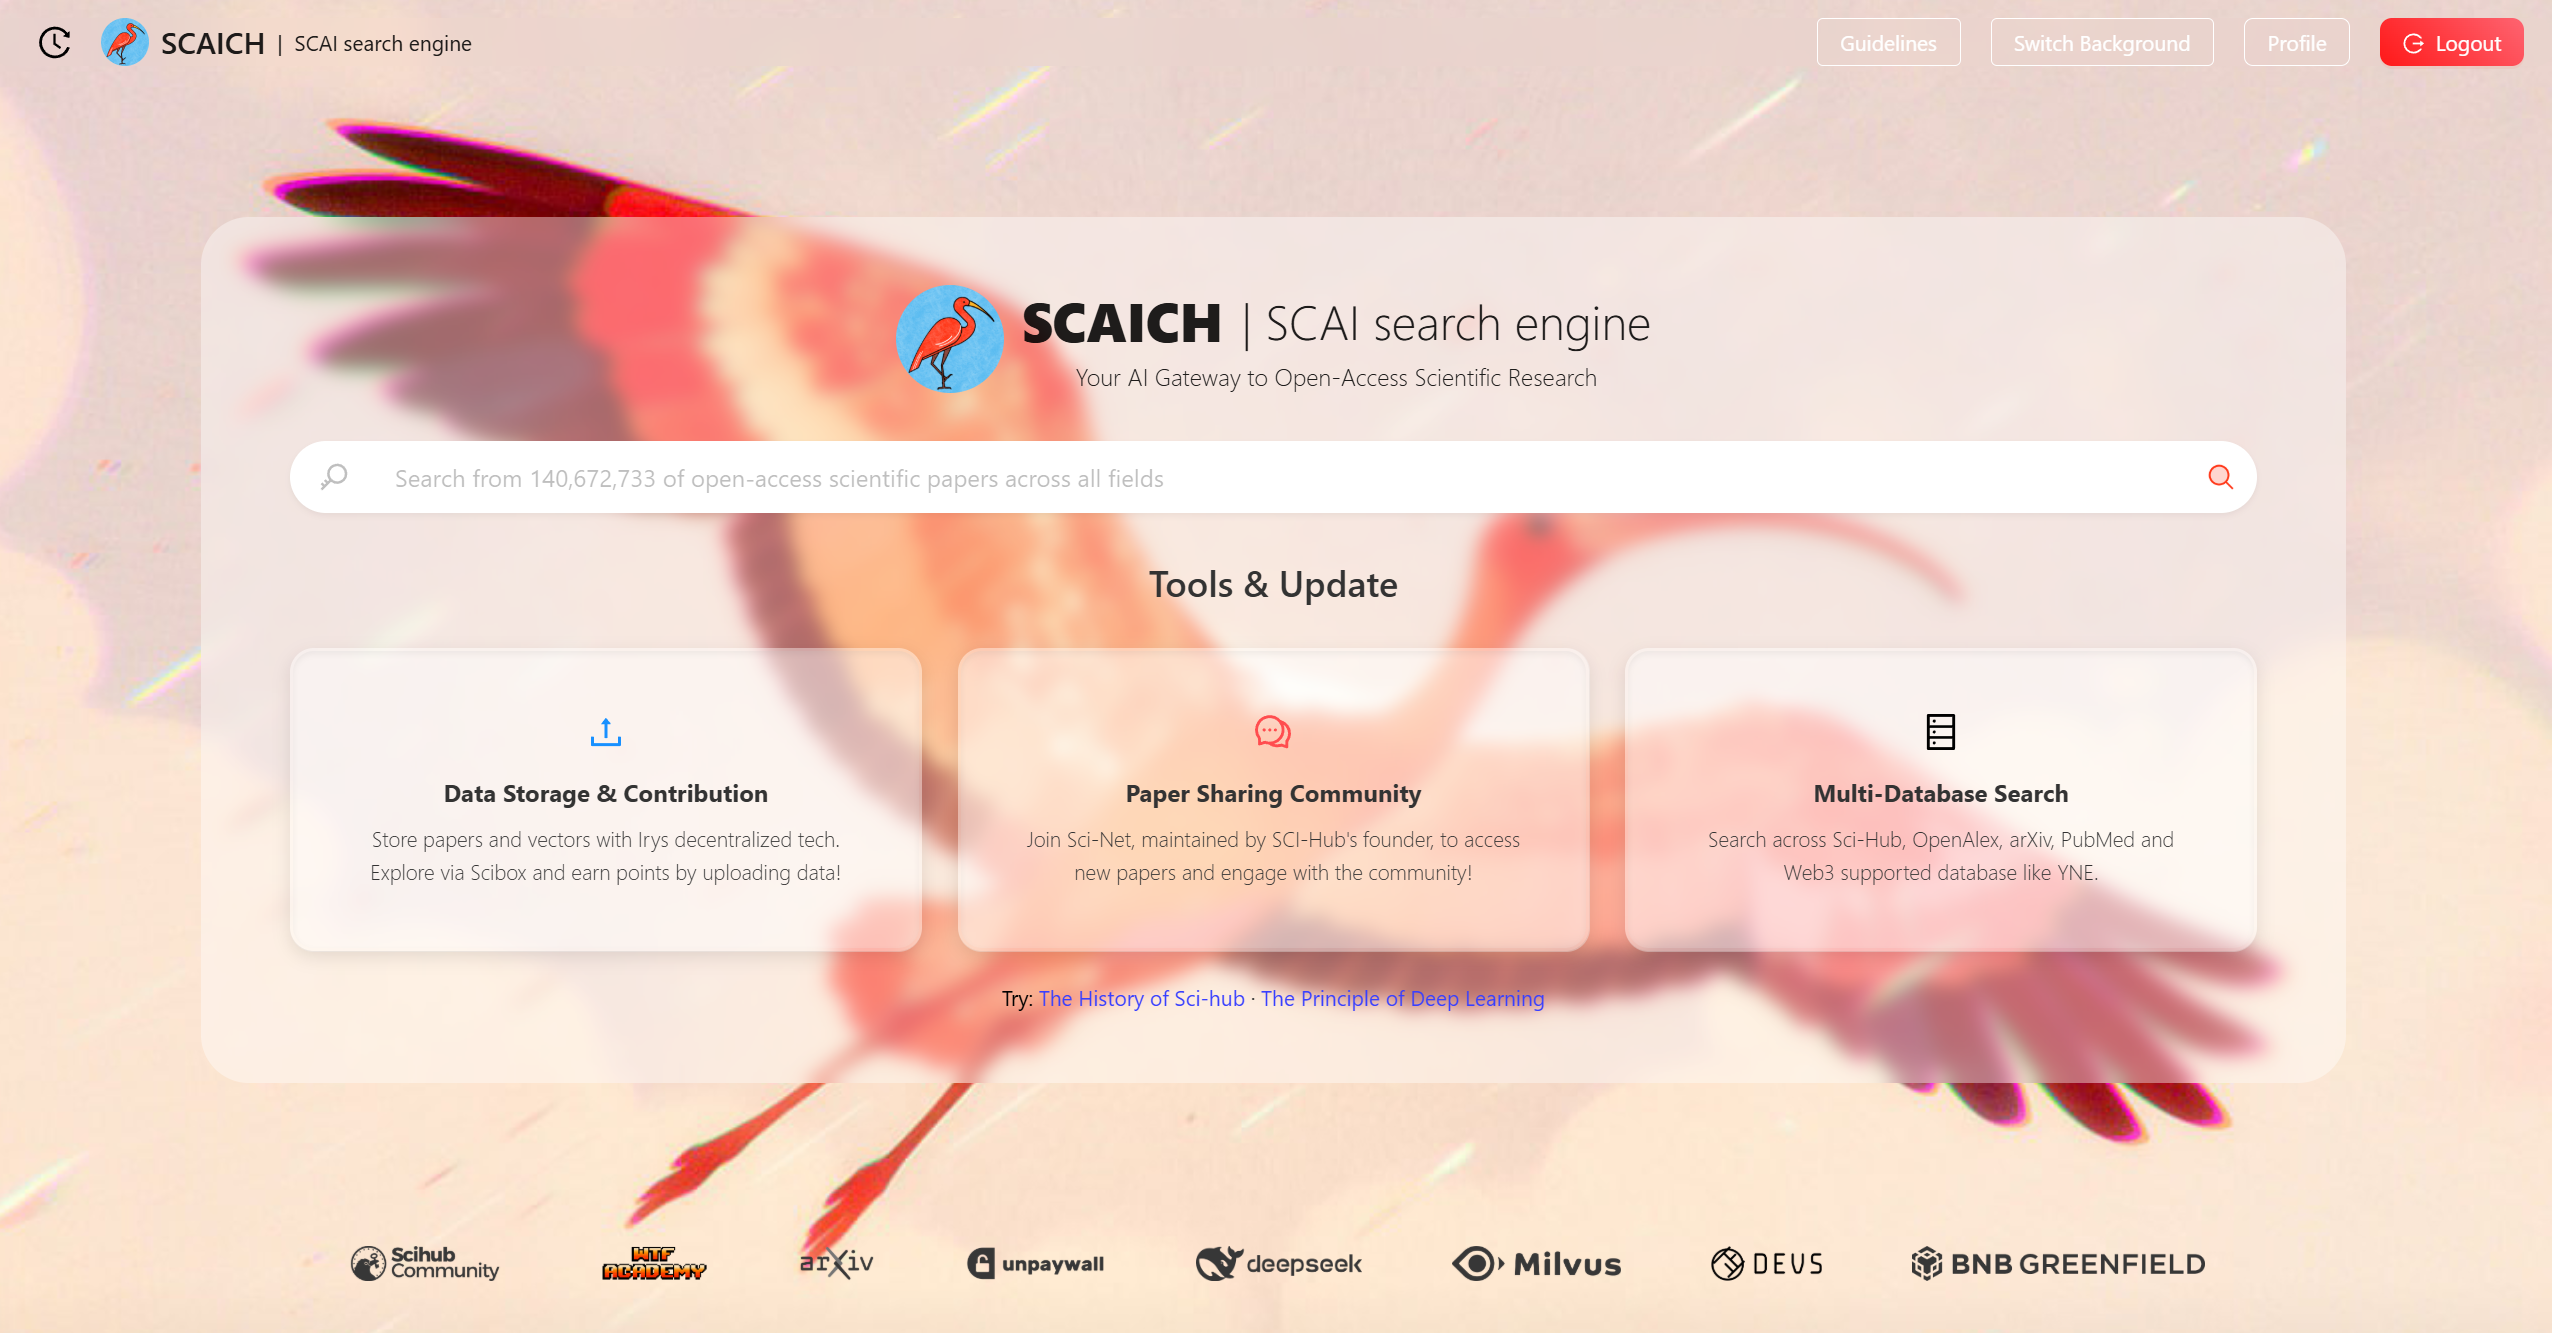 SCAICH | SCAI search engine
Guidelines
Switch Background
Profile
Logout
SCAICH | SCAI search engine
Your AI Gateway to Open-Access Scientific Research
Search from 140,672,733 of open-access scientific papers across all fields
Tools & Update
Data Storage & Contribution
Store papers and vectors with Irys decentralized tech.
Explore via Scibox and earn points by uploading data!
Paper Sharing Community
Join Sci-Net, maintained by SCI-Hub's founder, to access
new papers and engage with the community!
Multi-Database Search
Search across Sci-Hub, OpenAlex, arXiv, PubMed and
Web3 supported database like YNE.
Try: The History of Sci-hub · The Principle of Deep Learning
Scihub
Community
WTF
ACADEMY
arXiv
unpaywall
deepseek
Milvus
DEUS
BNB GREENFIELD